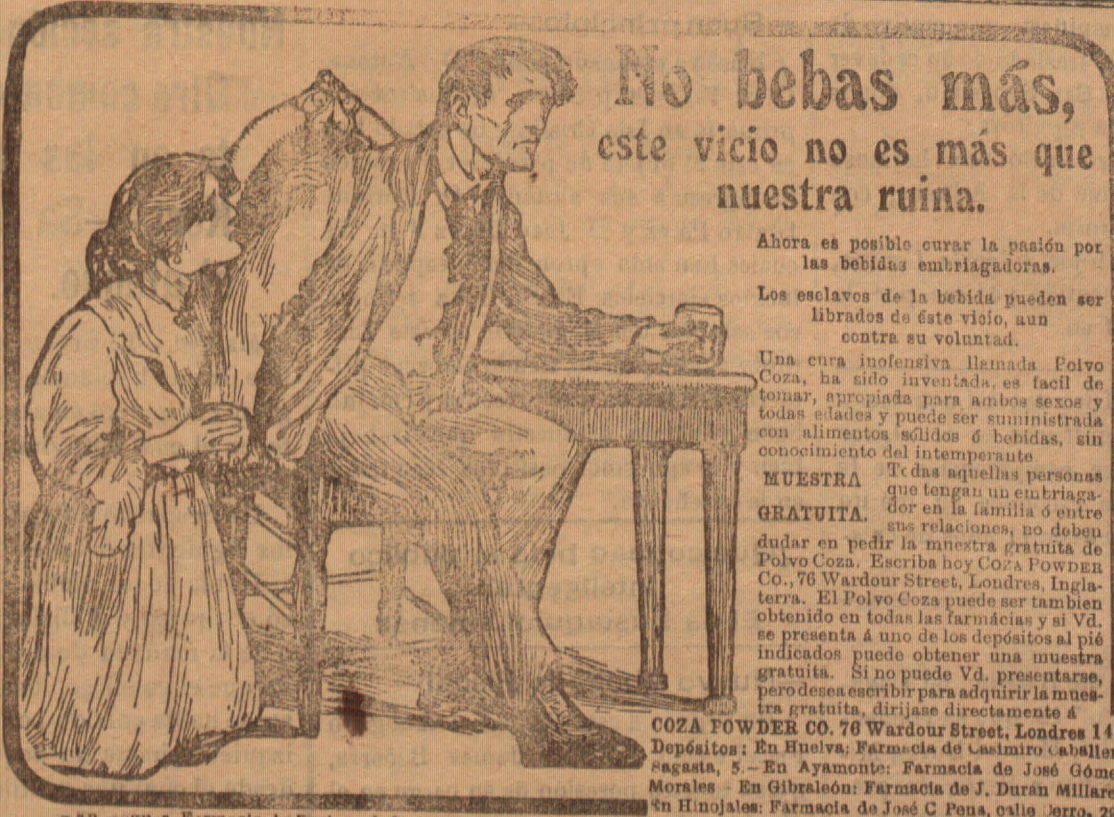 No bebas más,
este vicio no es más que
nuestra ruina.
Ahora es posible curar la pasión por
las bebidas embriagadoras.
Los esclavos de la bebida pueden ser
librados de éste vicio, aun
contra su voluntad.
Una cura inofensiva llamada Polvo
Coza, ha sido inventada, es facil de
tomar, apropiada para ambos sexos y
todas edades y puede ser suministrada
con alimentos sólidos ó bebidas, sin
conocimiento del intemperante
MUESTRA
GRATUITA.
Todas aquellas personas
que tengan un embriaga-
dor en la familia ó entre
sus relaciones, no deben
dudar en pedir la muestra gratuita de
Polvo Coza. Escriba hoy COZA POWDER
Co., 76 Wardour Street, Londres, Ingla-
terra. El Polvo Coza puede ser tambien
obtenido en todas las farmácias y si Vd.
se presenta á uno de los depósitos al pié
indicados puede obtener una muestra
gratuita. Si no puede Vd. presentarse,
pero desea escribir para adquirir la mues-
tra gratuita, dirijase directamente á
COZA POWDER CO. 76 Wardour Street, Londres 14
Depósitos: En Huelva: Farmacia de Casimiro Caballer
Sagasta, 5.-En Ayamonte: Farmacia de José Góme
Morales - En Gibraleón: Farmacia de J. Duran Millare
En Hinojales: Farmacia de José C Pena, calle Cerro, 29